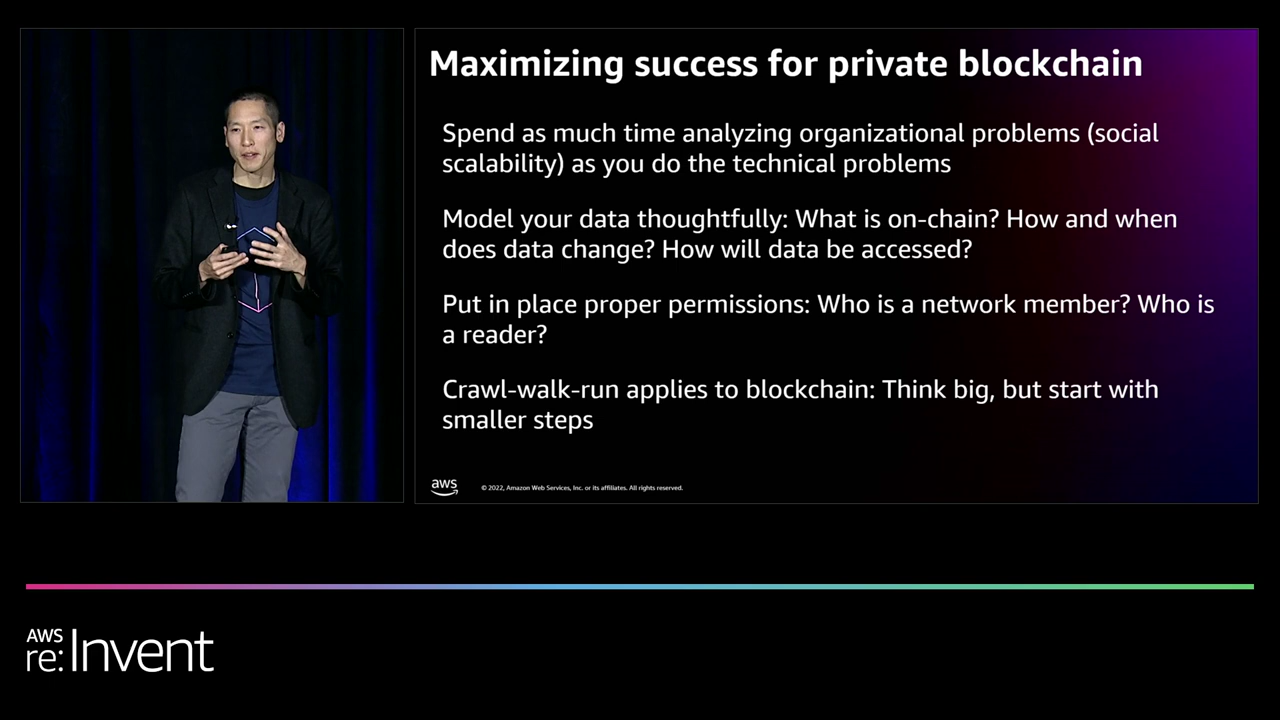 Maximizing success for private blockchain
Spend as much time analyzing organizational problems (social
scalability) as you do the technical problems
Model your data thoughtfully: What is on-chain? How and when
does data change? How will data be accessed?
Put in place proper permissions: Who is a network member? Who is
a reader?
Crawl-walk-run applies to blockchain: Think big, but start with
smaller steps
aws
© 2022, Amazon Web Services, Inc. or its affiliates. All rights reserved.
AWS
re:Invent